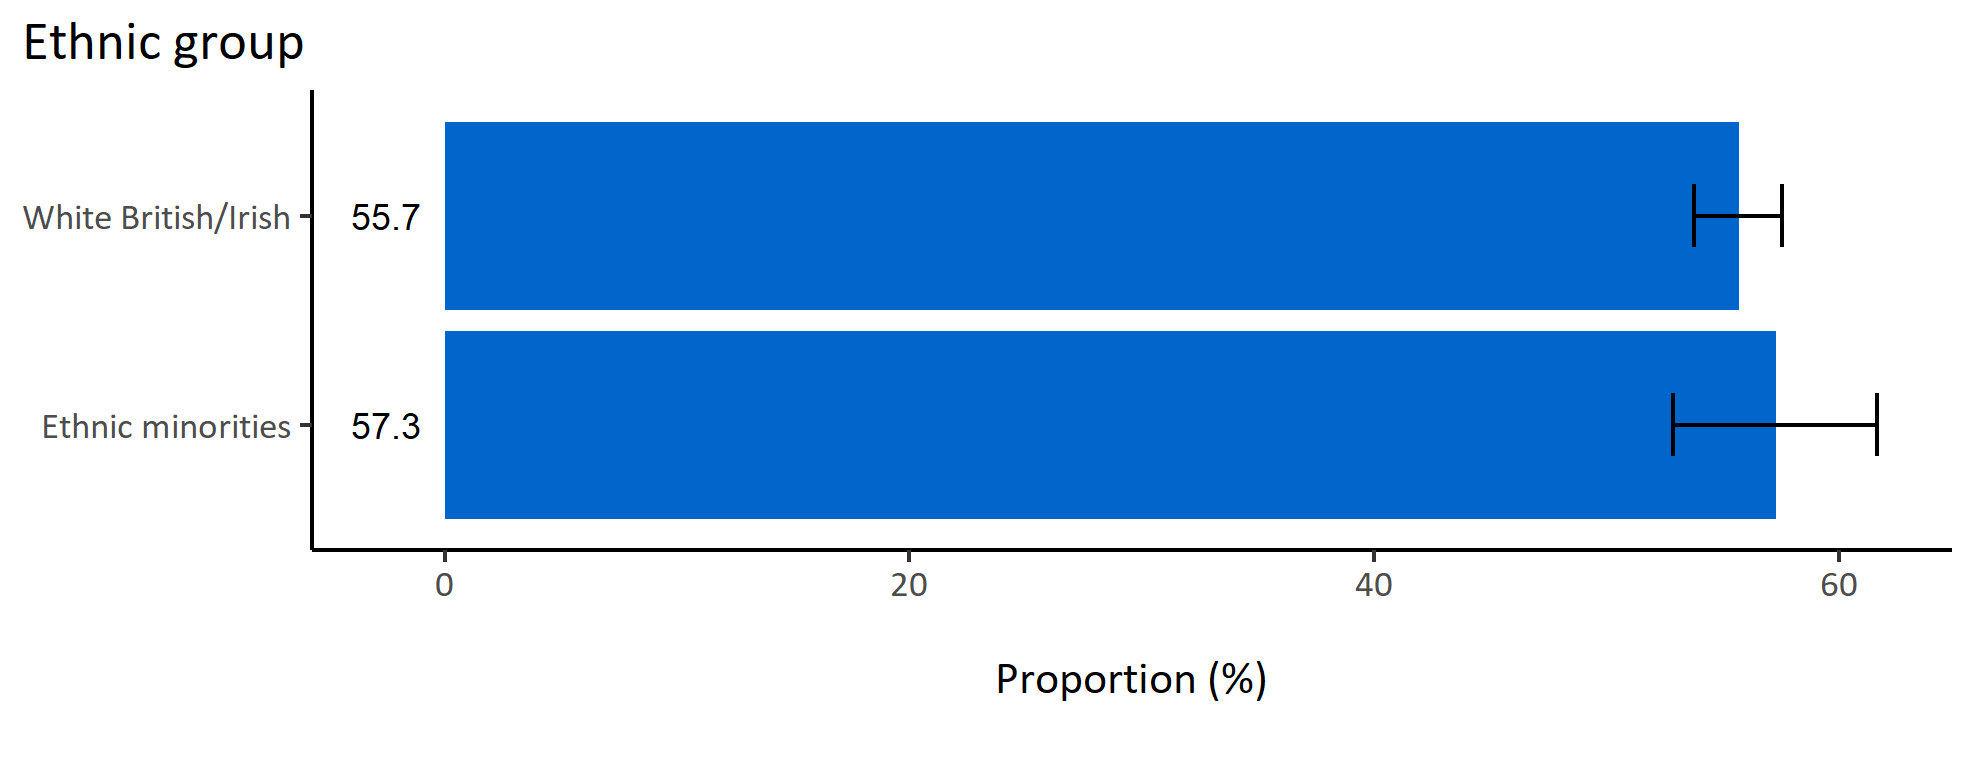 Ethnic group
White British/Irish 55.7
Ethnic minorities 57.3
0 20 40 60
Proportion (%)